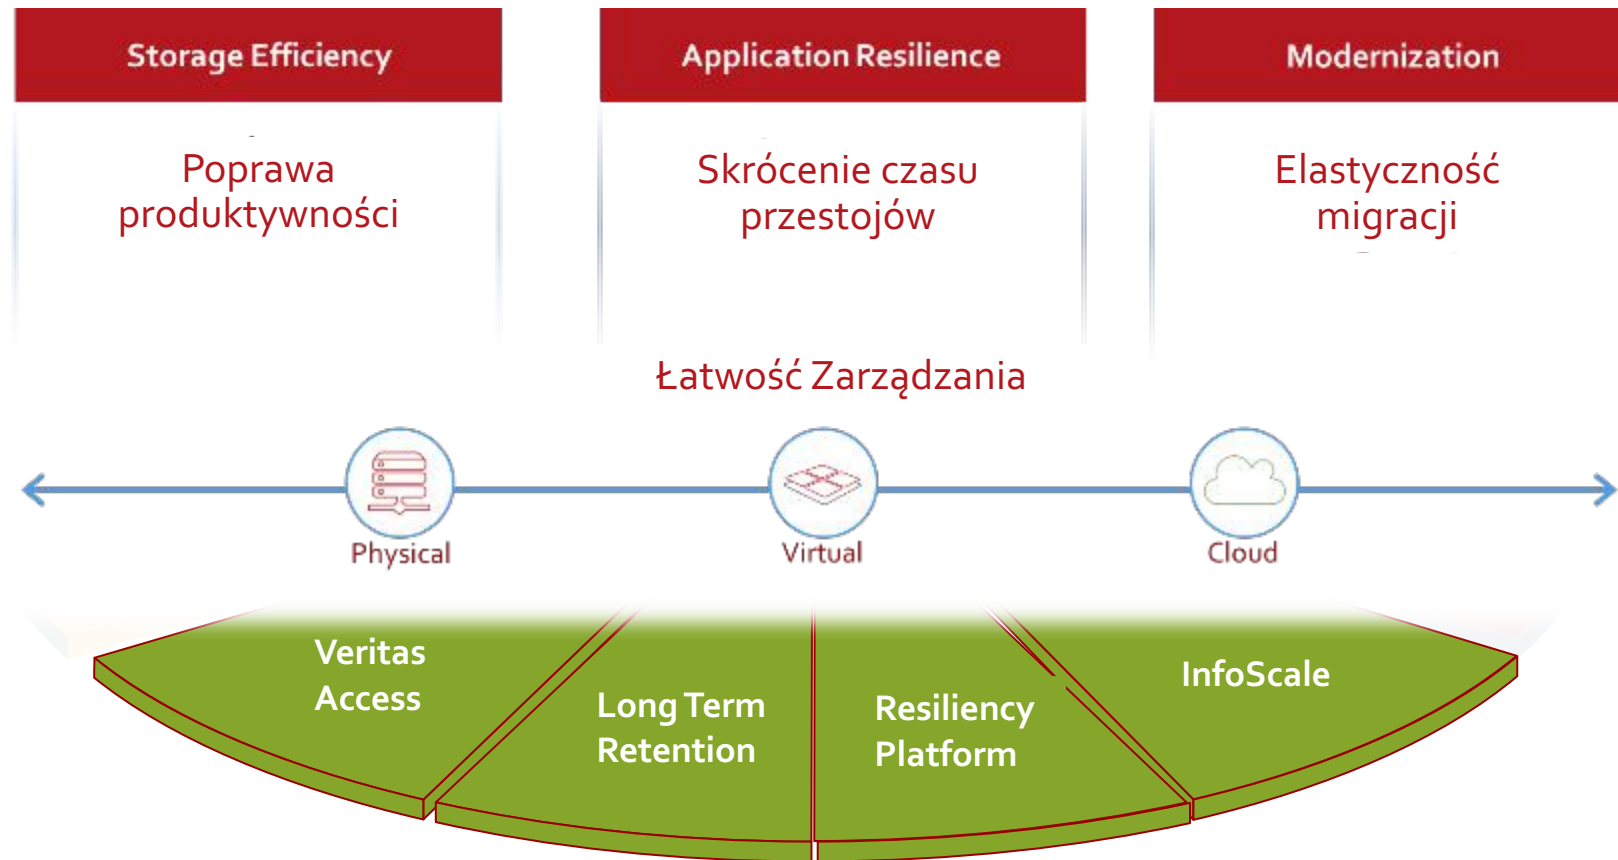 Storage Efficiency
Application Resilience
Modernization
Poprawa
produktywności
Skrócenie czasu
przestojów
Elastyczność
migracji
Łatwość Zarządzania
Physical
Virtual
Cloud
Veritas
Access
Long Term
Retention
Resiliency
Platform
InfoScale